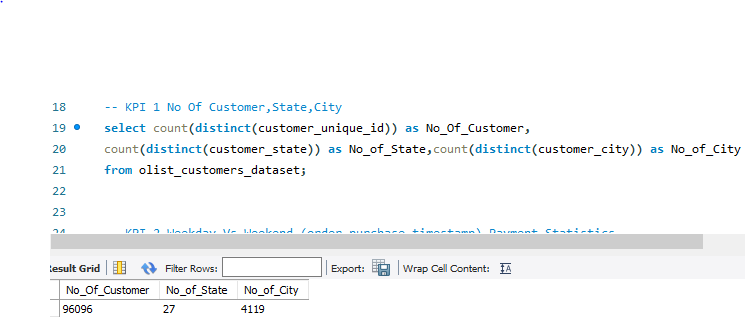 18 -- KPI 1 No Of Customer,State,City
19 select count(distinct(customer_unique_id)) as No_Of_Customer,
20 count(distinct(customer_state)) as No_of_State,count(distinct(customer_city)) as No_of_City
21 from olist_customers_dataset;
22
23
24 -- KPI 2 Weekday Vs Weekend (order_purchase_timestamp) Payment Statistics
Result Grid Filter Rows: Export: Wrap Cell Content:
No_Of_Customer No_of_State No_of_City
96096 27 4119